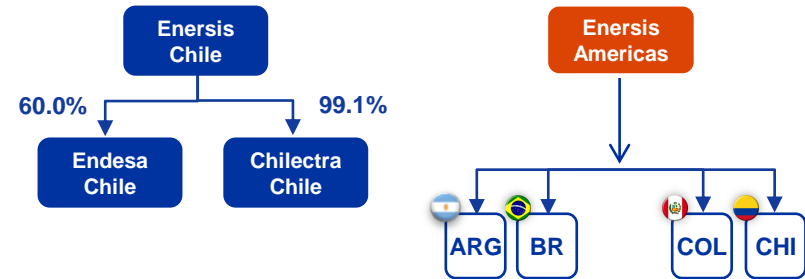 Enersis
Chile
Enersis
Americas
60.0%
99.1%
Endesa
Chile
Chilectra
Chile
ARG
BR
COL
CHI